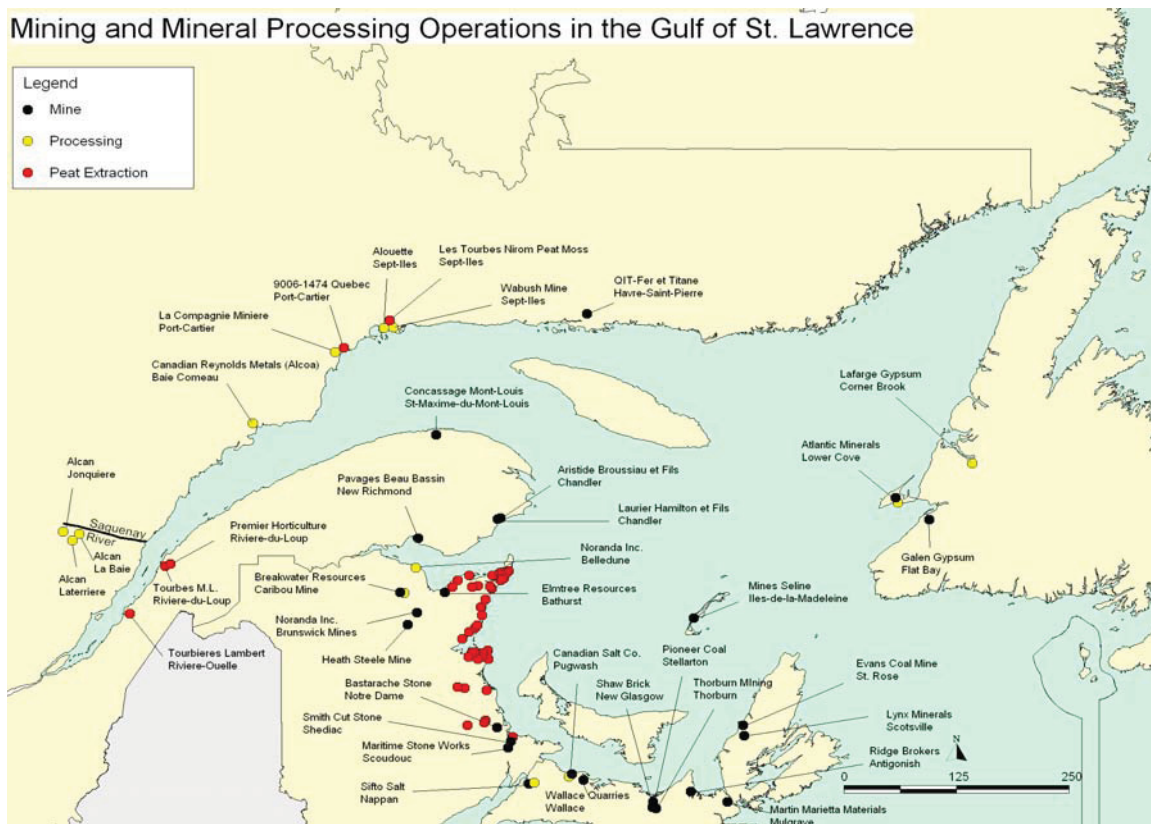 Mining and Mineral Processing Operations in the Gulf of St. Lawrence
Legend
Mine
Processing
Peat Extraction
Alouette
Sept-Iles
Les Tourbes Nirom Peat Moss
Sept-Iles
9006-1474 Quebec
Port-Cartier
Wabush Mine
Sept-Iles
QIT-Fer et Titane
Havre-Saint-Pierre
La Compagnie Miniere
Port-Cartier
Canadian Reynolds Metals (Alcoa)
Baie Comeau
Lafarge Gypsum
Corner Brook
Concassage Mont-Louis
St-Maxime-du-Mont-Louis
Atlantic Minerals
Lower Cove
Alcan
Jonquiere
Pavages Beau Bassin
New Richmond
Aristide Broussiau et Fils
Chandler
Saguenay
River
Premier Horticulture
Riviere-du-Loup
Laurier Hamilton et Fils
Chandler
Alcan
La Baie
Noranda Inc.
Belledune
Galen Gypsum
Flat Bay
Alcan
Laterriere
Tourbes M.L.
Riviere-du-Loup
Breakwater Resources
Caribou Mine
Elmtree Resources
Bathurst
Mines Seline
Iles-de-la-Madeleine
Noranda Inc.
Brunswick Mines
Tourbieres Lambert
Riviere-Ouelle
Heath Steele Mine
Canadian Salt Co.
Pugwash
Pioneer Coal
Stellarton
Evans Coal Mine
St. Rose
Bastarache Stone
Notre Dame
Shaw Brick
New Glasgow
Thorburn MIning
Thorburn
Lynx Minerals
Scotsville
Smith Cut Stone
Shediac
Maritime Stone Works
Scoudouc
Ridge Brokers
Antigonish
N
0 125 250
Sifto Salt
Nappan
Wallace Quarries
Wallace
Martin Marietta Materials
Mulgrave